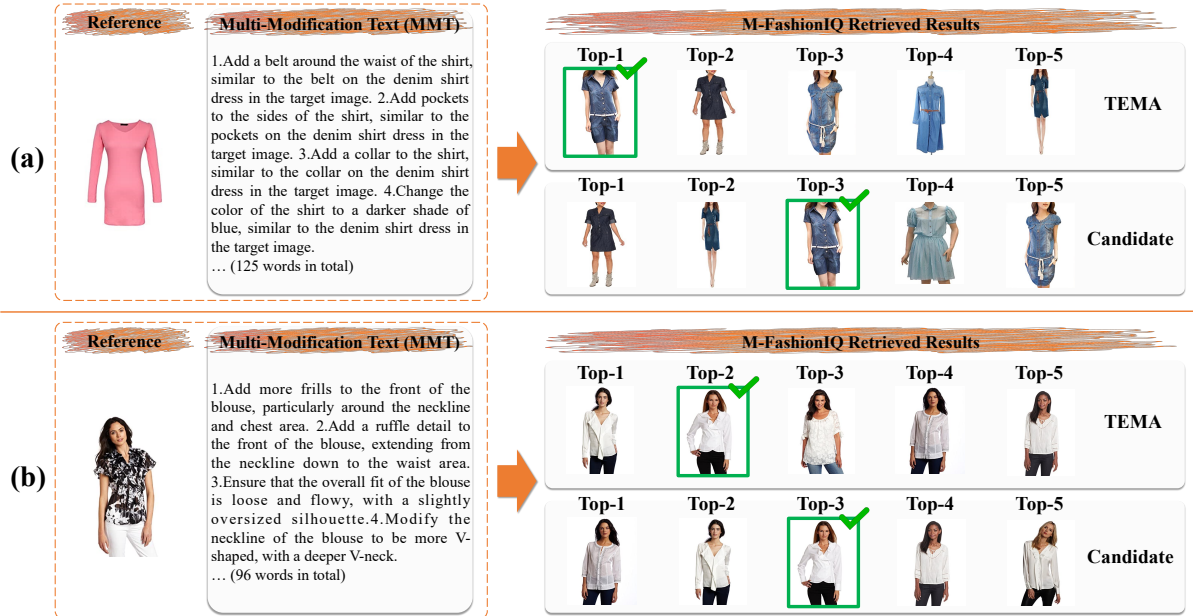 Reference
Multi-Modification Text (MMT)
M-FashionIQ Retrieved Results
(a)
1.Add a belt around the waist of the shirt,
similar to the belt on the denim shirt
dress in the target image. 2.Add pockets
to the sides of the shirt, similar to the
pockets on the denim shirt dress in the
target image. 3.Add a collar to the shirt,
similar to the collar on the denim shirt
dress in the target image. 4.Change the
color of the shirt to a darker shade of
blue, similar to the denim shirt dress in
the target image.
… (125 words in total)
Top-1 Top-2 Top-3 Top-4 Top-5
TEMA
Top-1 Top-2 Top-3 Top-4 Top-5
Candidate
Reference
Multi-Modification Text (MMT)
M-FashionIQ Retrieved Results
(b)
1.Add more frills to the front of the
blouse, particularly around the neckline
and chest area. 2.Add a ruffle detail to
the front of the blouse, extending from
the neckline down to the waist area.
3.Ensure that the overall fit of the blouse
is loose and flowy, with a slightly
oversized silhouette.4.Modify the
neckline of the blouse to be more V-
shaped, with a deeper V-neck.
… (96 words in total)
Top-1 Top-2 Top-3 Top-4 Top-5
TEMA
Top-1 Top-2 Top-3 Top-4 Top-5
Candidate